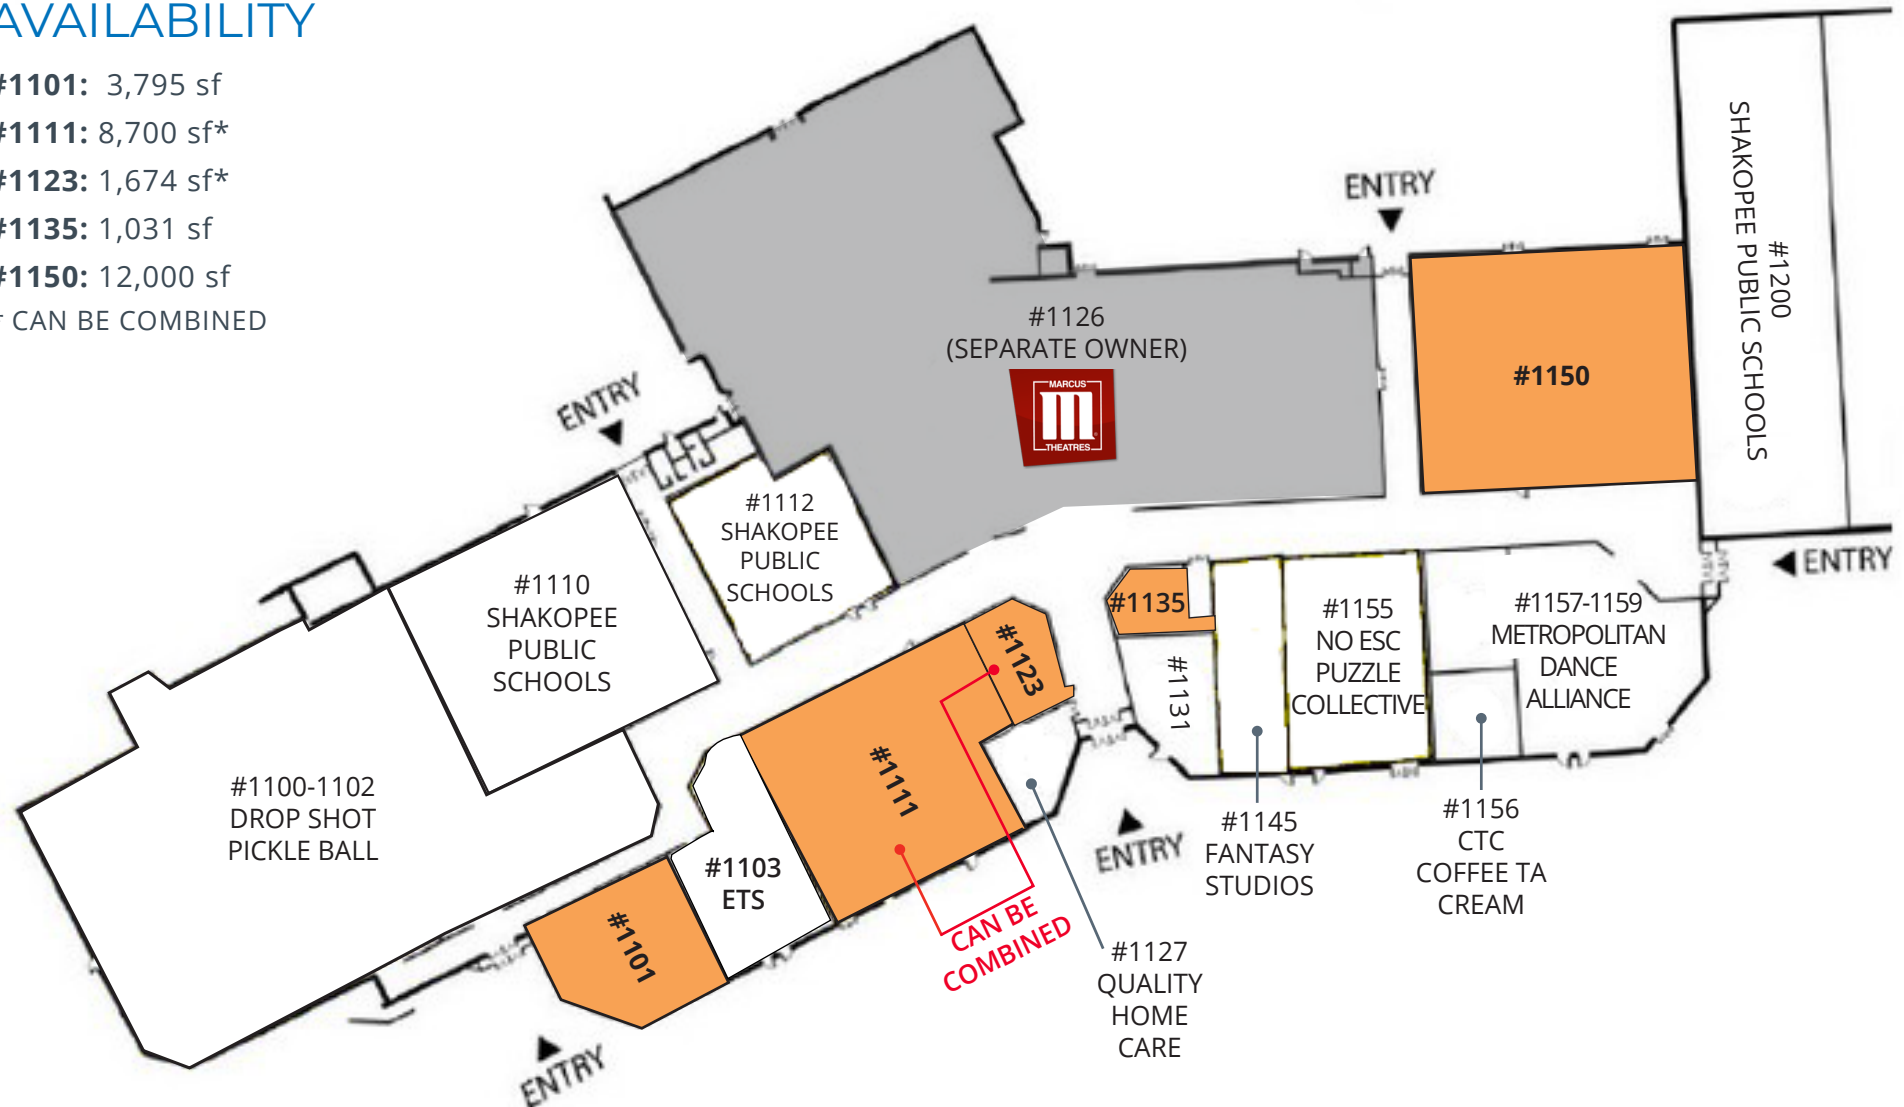 AVAILABILITY
#1101: 3,795 sf
#1111: 8,700 sf*
#1123: 1,674 sf*
#1135: 1,031 sf
#1150: 12,000 sf
* CAN BE COMBINED
ENTRY
#1200
SHAKOPEE PUBLIC SCHOOLS
#1126
(SEPARATE OWNER)
MARCUS
M
THEATRES
#1150
ENTRY
#1112
SHAKOPEE
PUBLIC
SCHOOLS
#1110
SHAKOPEE
PUBLIC
SCHOOLS
ENTRY
#1135
#1131
#1155
NO ESC
PUZZLE
COLLECTIVE
#1157-1159
METROPOLITAN
DANCE
ALLIANCE
#1123
#1111
#1100-1102
DROP SHOT
PICKLE BALL
#1103
ETS
#1101
CAN BE
COMBINED
ENTRY
#1145
FANTASY
STUDIOS
#1156
CTC
COFFEE TA
CREAM
#1127
QUALITY
HOME
CARE
ENTRY